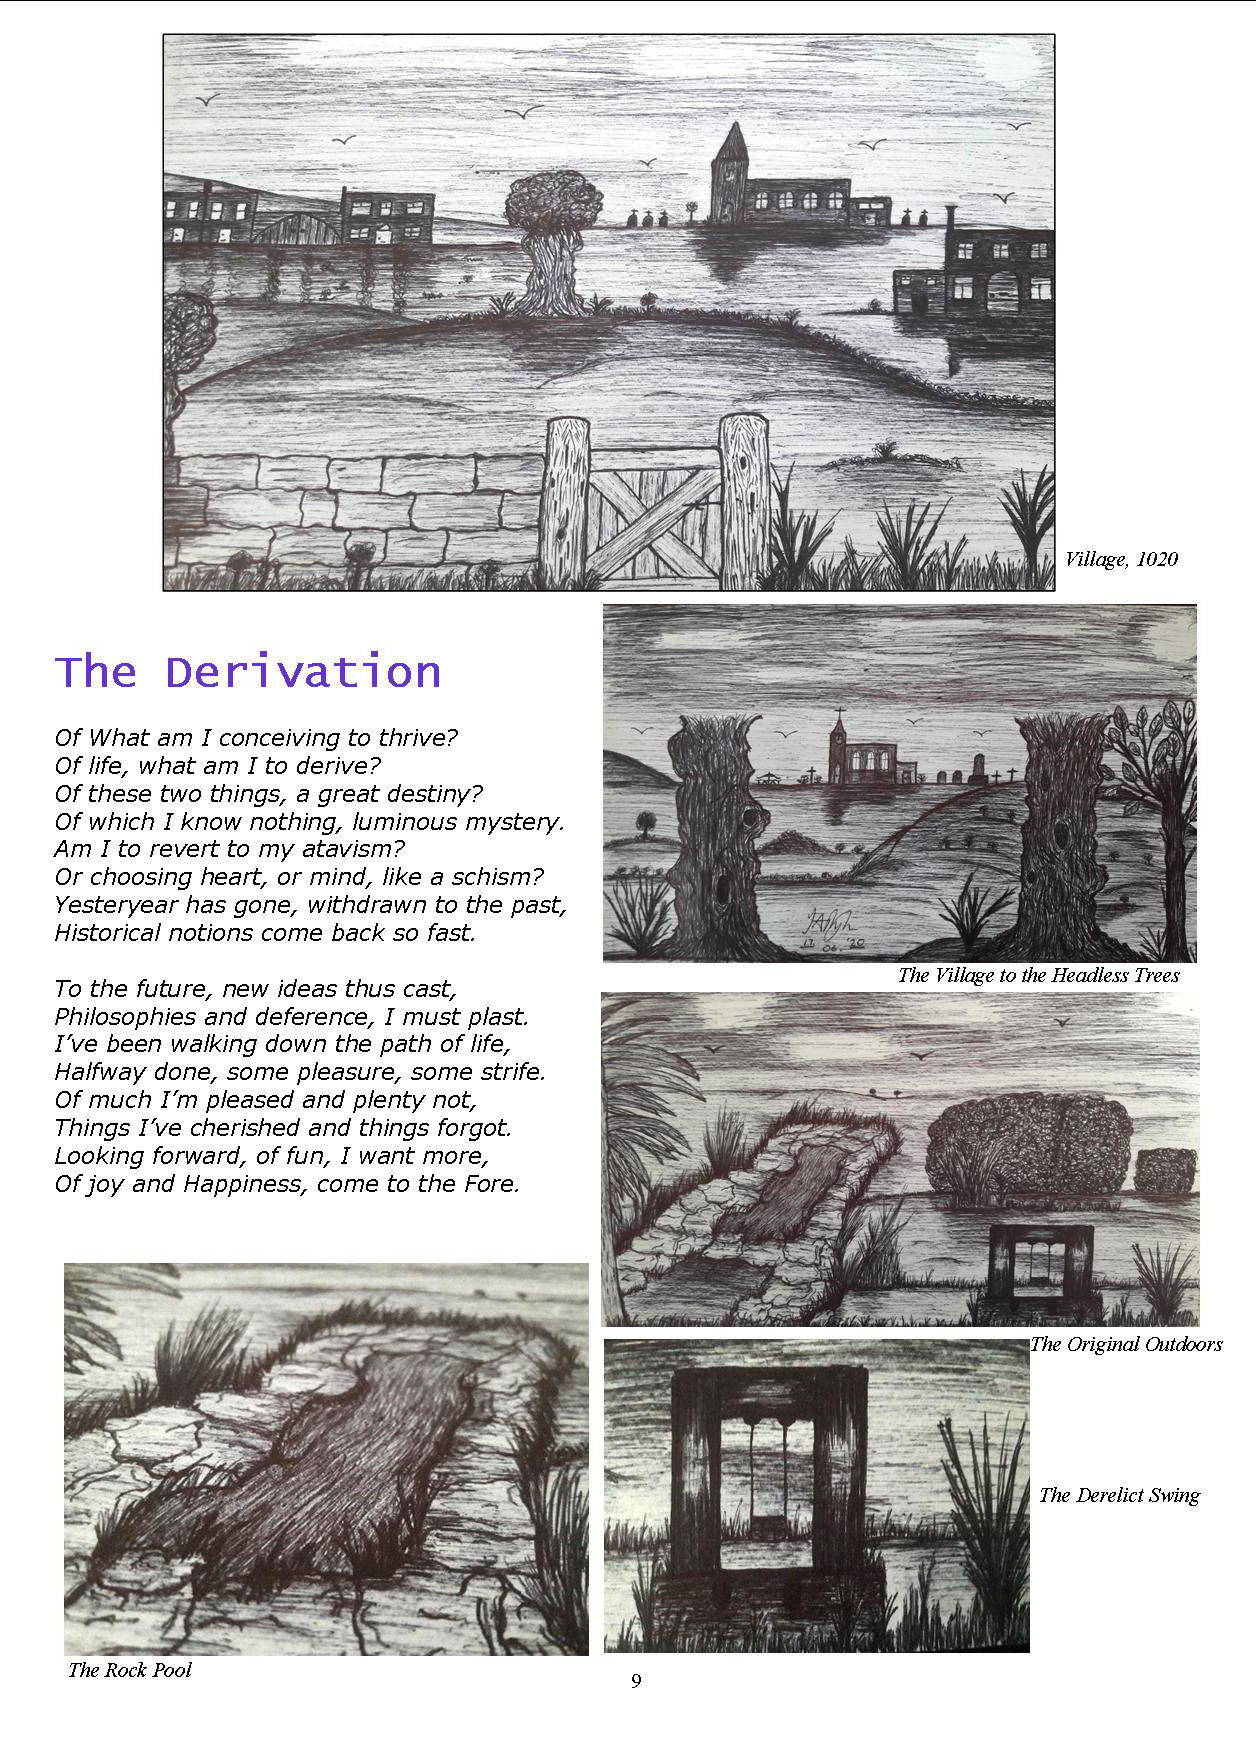 Village, 1020
The Derivation
Of What am I conceiving to thrive?
Of life, what am I to derive?
Of these two things, a great destiny?
Of which I know nothing, luminous mystery.
Am I to revert to my atavism?
Or choosing heart, or mind, like a schism?
Yesteryear has gone, withdrawn to the past,
Historical notions come back so fast.
To the future, new ideas thus cast,
Philosophies and deference, I must plast.
I’ve been walking down the path of life,
Halfway done, some pleasure, some strife.
Of much I’m pleased and plenty not,
Things I’ve cherished and things forgot.
Looking forward, of fun, I want more,
Of joy and Happiness, come to the Fore.
06. '20
The Village to the Headless Trees
The Original Outdoors
The Derelict Swing
The Rock Pool
9